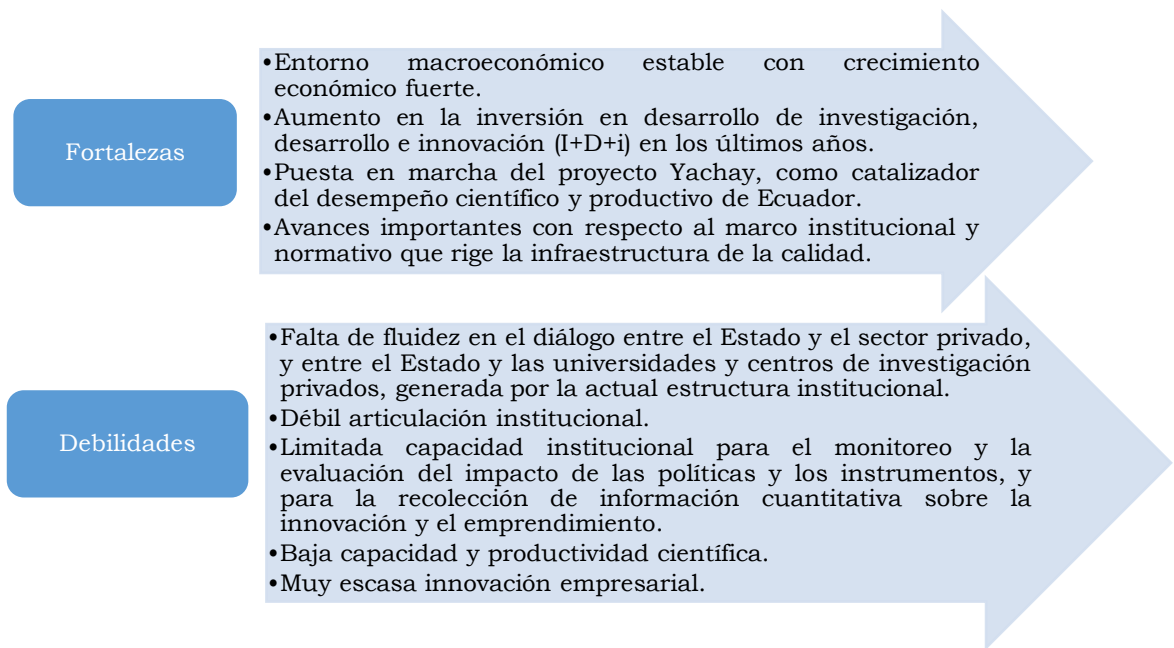 Fortalezas
•Entorno macroeconómico estable con crecimiento
económico fuerte.
•Aumento en la inversión en desarrollo de investigación,
desarrollo e innovación (I+D+i) en los últimos años.
•Puesta en marcha del proyecto Yachay, como catalizador
del desempeño científico y productivo de Ecuador.
•Avances importantes con respecto al marco institucional y
normativo que rige la infraestructura de la calidad.
Debilidades
•Falta de fluidez en el diálogo entre el Estado y el sector privado,
y entre el Estado y las universidades y centros de investigación
privados, generada por la actual estructura institucional.
•Débil articulación institucional.
•Limitada capacidad institucional para el monitoreo y la
evaluación del impacto de las políticas y los instrumentos, y
para la recolección de información cuantitativa sobre la
innovación y el emprendimiento.
•Baja capacidad y productividad científica.
•Muy escasa innovación empresarial.